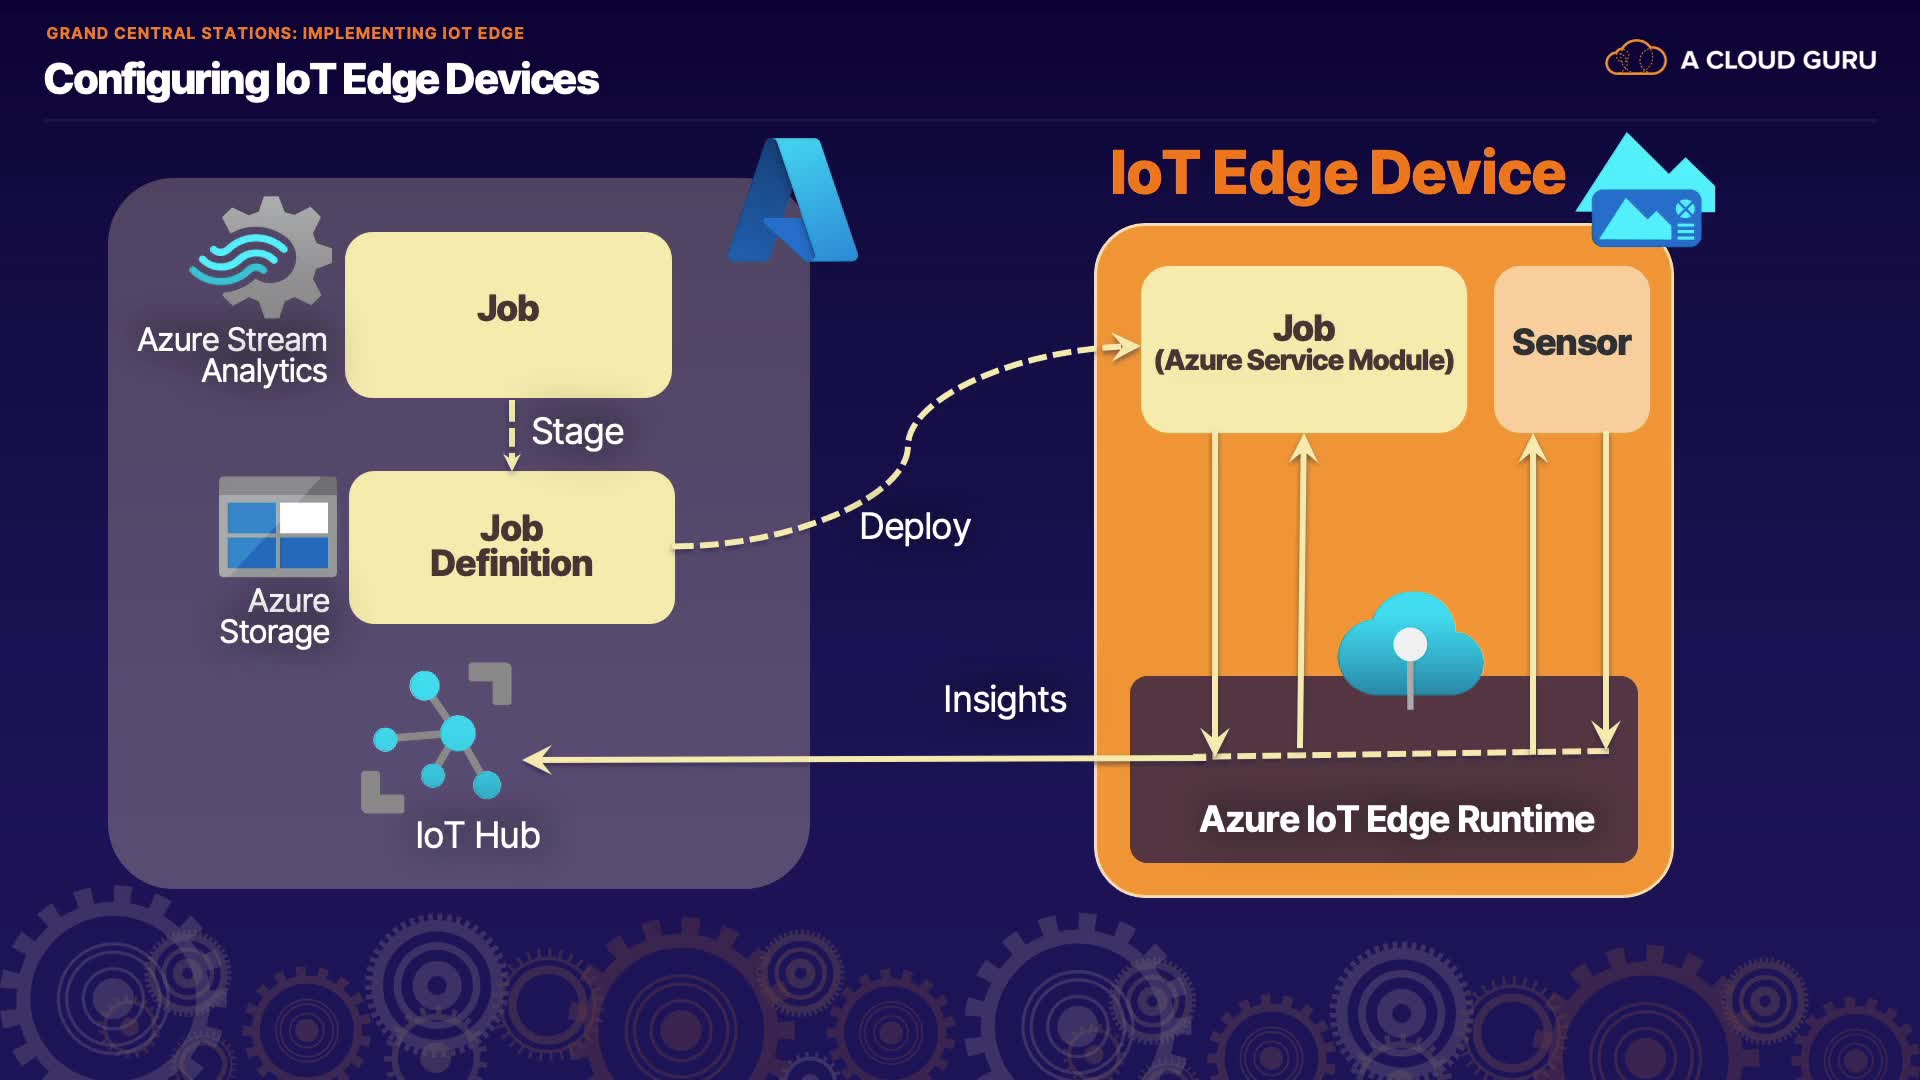 GRAND CENTRAL STATIONS: IMPLEMENTING IOT EDGE
Configuring IoT Edge Devices
A CLOUD GURU
Azure Stream
Analytics
Job
Stage
Azure
Storage
Job
Definition
IoT Hub
Deploy
Insights
IoT Edge Device
Job
(Azure Service Module)
Sensor
Azure IoT Edge Runtime